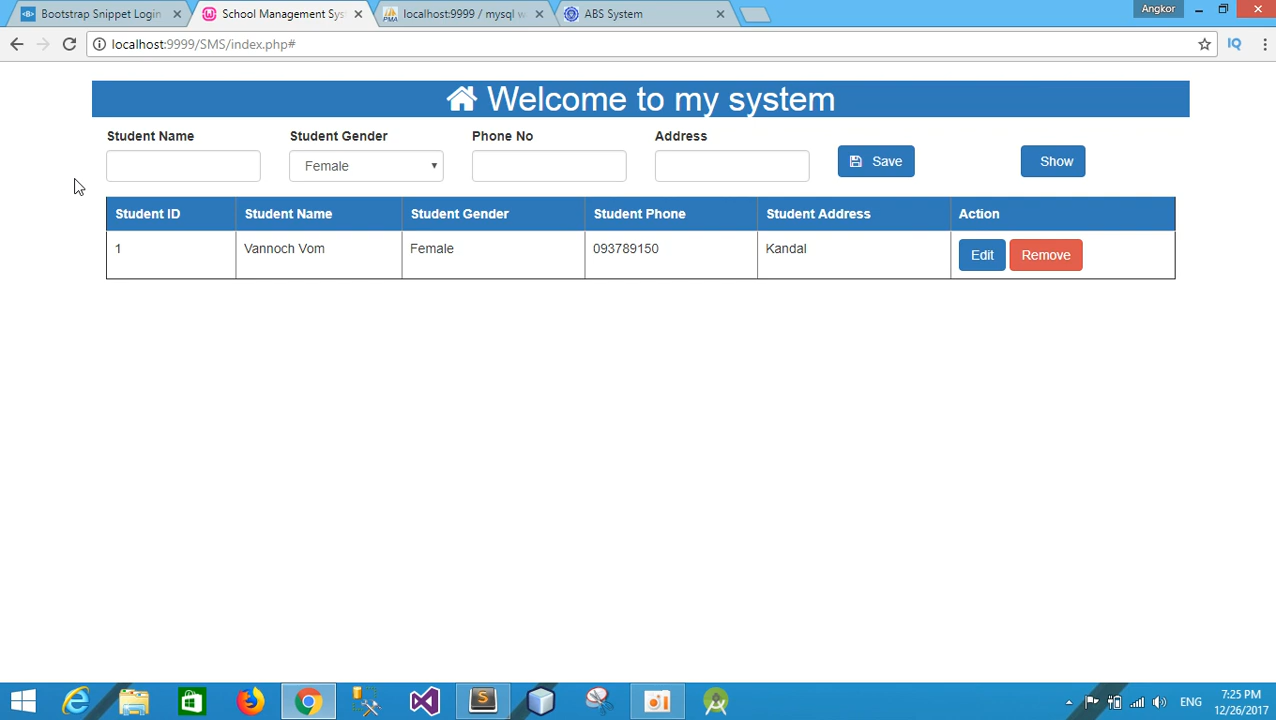 Bootstrap Snippet Login
School Management Sys
localhost:9999 / mysql w
ABS System
Angkor
localhost:9999/SMS/index.php#
IQ
Welcome to my system
Student Name
Student Gender
Phone No
Address
Female
Save
Show
Student ID Student Name Student Gender Student Phone Student Address Action
1 Vannoch Vom Female 093789150 Kandal Edit Remove
ENG
7:25 PM
12/26/2017